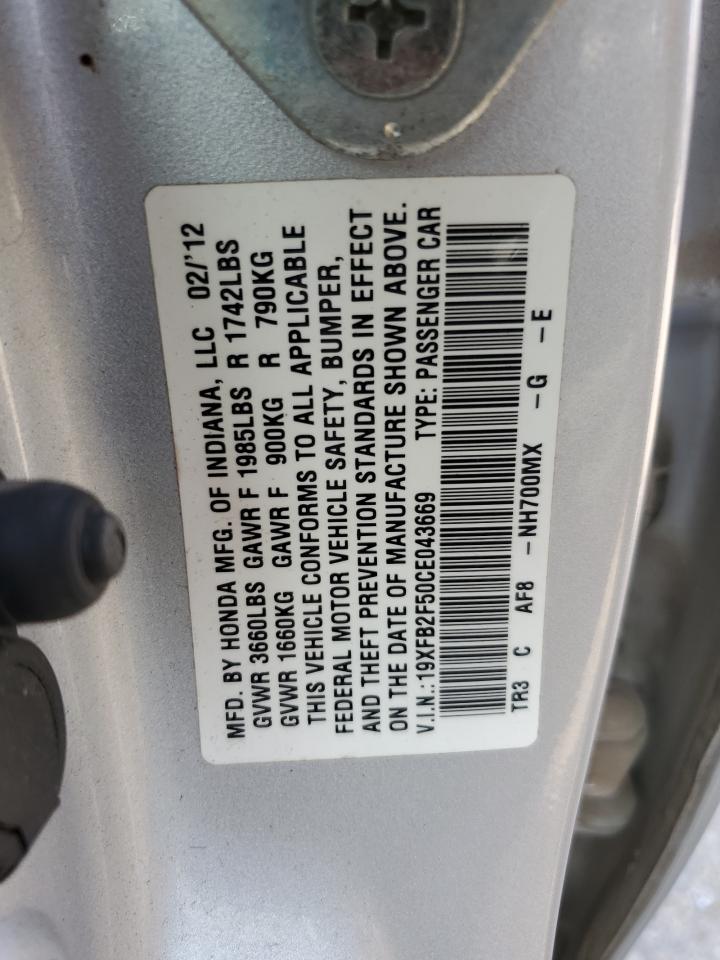 MFD. BY HONDA MFG. OF INDIANA, LLC 02/'12
GVWR 3660LBS GAWR F 1985LBS R 1742LBS
GVWR 1660KG GAWR F 900KG R 790KG
THIS VEHICLE CONFORMS TO ALL APPLICABLE
FEDERAL MOTOR VEHICLE SAFETY, BUMPER,
AND THEFT PREVENTION STANDARDS IN EFFECT
ON THE DATE OF MANUFACTURE SHOWN ABOVE.
V.I.N.:19XFB2F50CE043669 TYPE: PASSENGER CAR
TR3 C AF8 -NH700MX -G -E